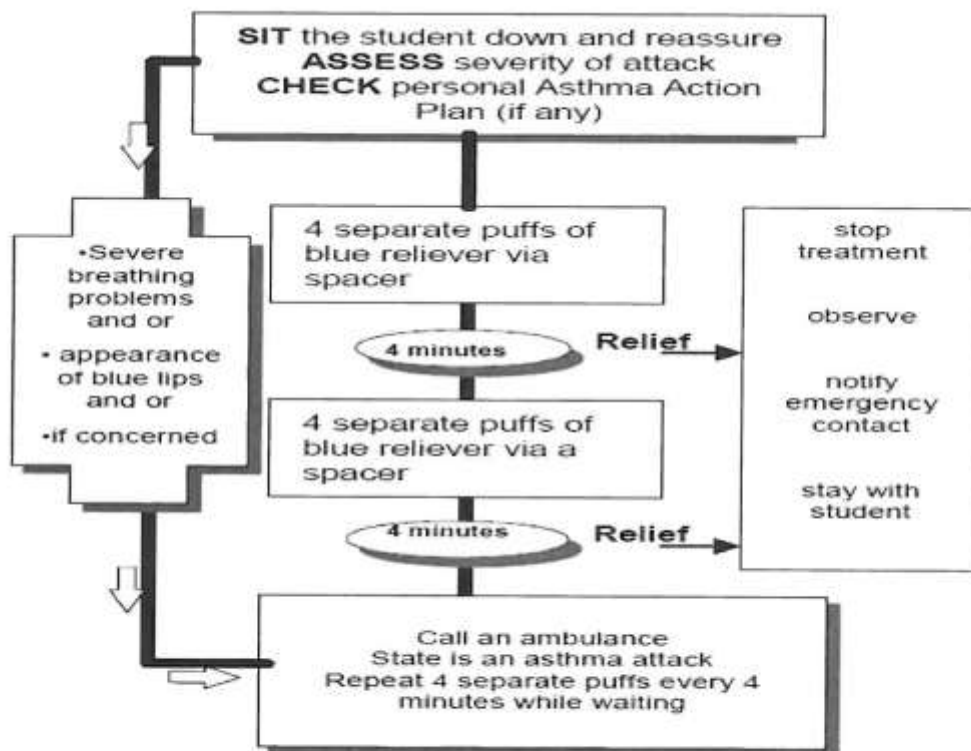 SIT the student down and reassure
ASSESS severity of attack
CHECK personal Asthma Action
Plan (if any)
•Severe
breathing
problems
and or
• appearance
of blue lips
and or
•if concerned
4 separate puffs of
blue reliever via
spacer
4 minutes
Relief
4 separate puffs of
blue reliever via a
spacer
4 minutes
Relief
stop
treatment
observe
notify
emergency
contact
stay with
student
Call an ambulance
State is an asthma attack
Repeat 4 separate puffs every 4
minutes while waiting